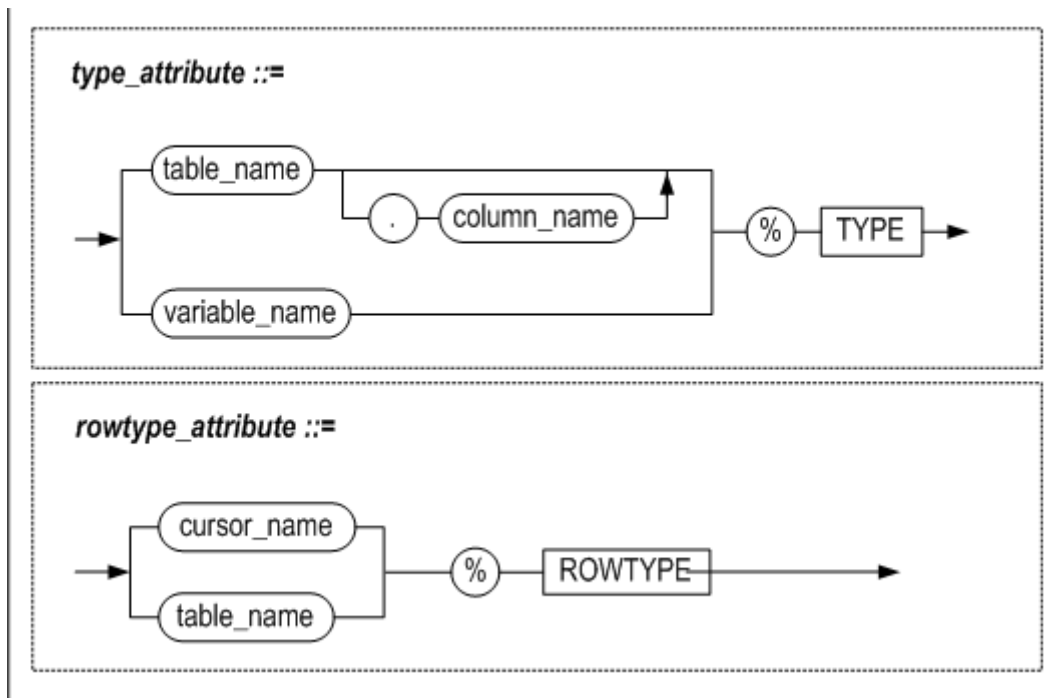 type_attribute ::=
table_name
. column_name
% TYPE
variable_name
rowtype_attribute ::=
cursor_name
% ROWTYPE
table_name